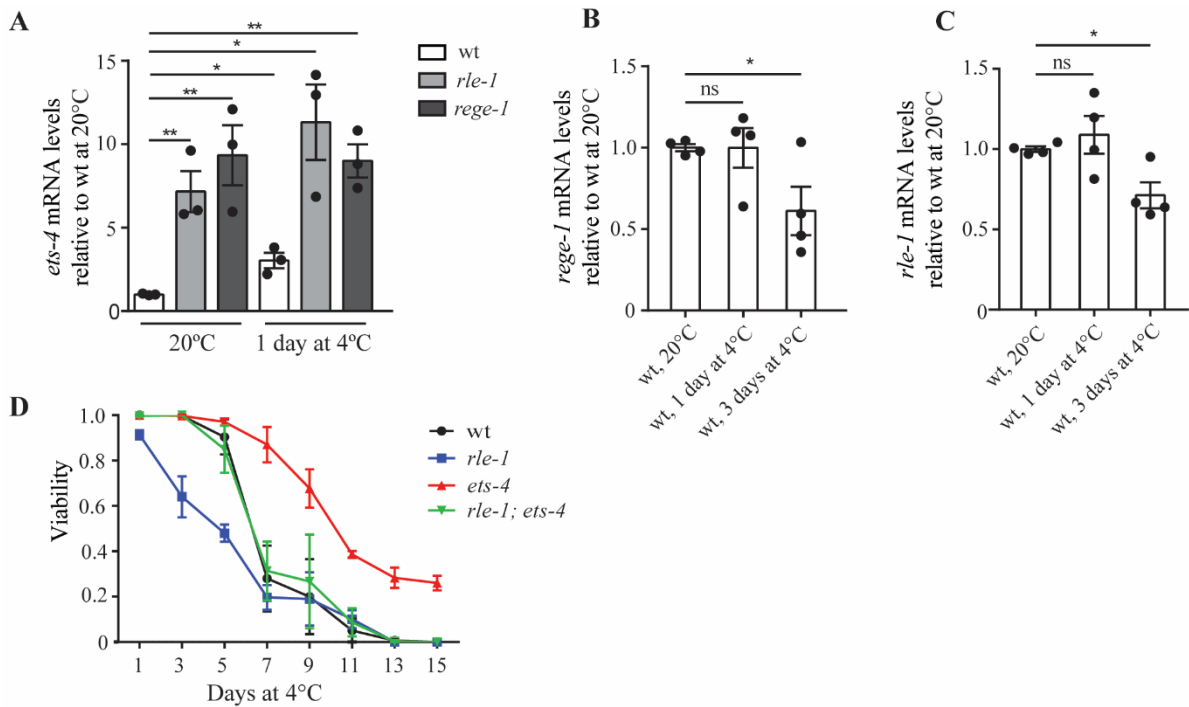 A
ets-4 mRNA levels
relative to wt at 20°C
15
10
5
0
**
*
*
**
**
20ºC
1 day at 4ºC
wt
rle-1
rege-1
B
rege-1 mRNA levels
relative to wt at 20°C
1.5
1.0
0.5
0
*
ns
wt, 20°C
wt, 1 day at 4°C
wt, 3 days at 4°C
C
rle-1 mRNA levels
relative to wt at 20°C
1.5
1.0
0.5
0
*
ns
wt, 20°C
wt, 1 day at 4°C
wt, 3 days at 4°C
D
Viability
1.0
0.8
0.6
0.4
0.2
0
1 3 5 7 9 11 13 15
Days at 4°C
wt
rle-1
ets-4
rle-1; ets-4